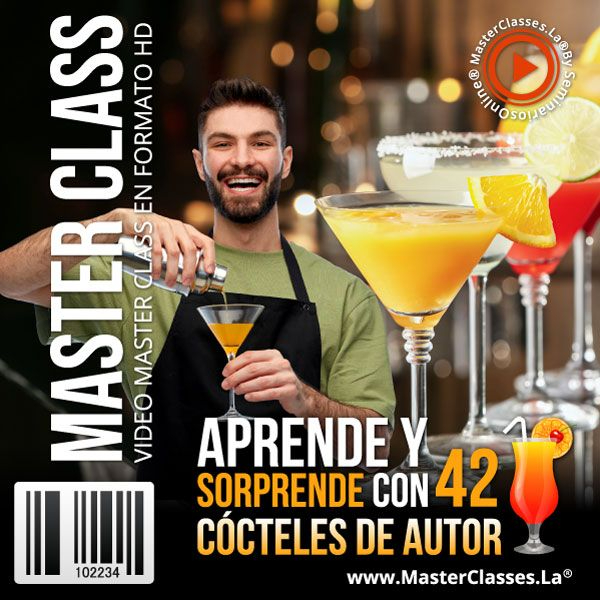 MASTER CLASS
VIDEO MASTER CLASS EN FORMATO HD
MasterClasses.La®By SeminariosOnline®
APRENDE Y
SORPRENDE CON 42
CÓCTELES DE AUTOR
102234
www.MasterClasses.La®